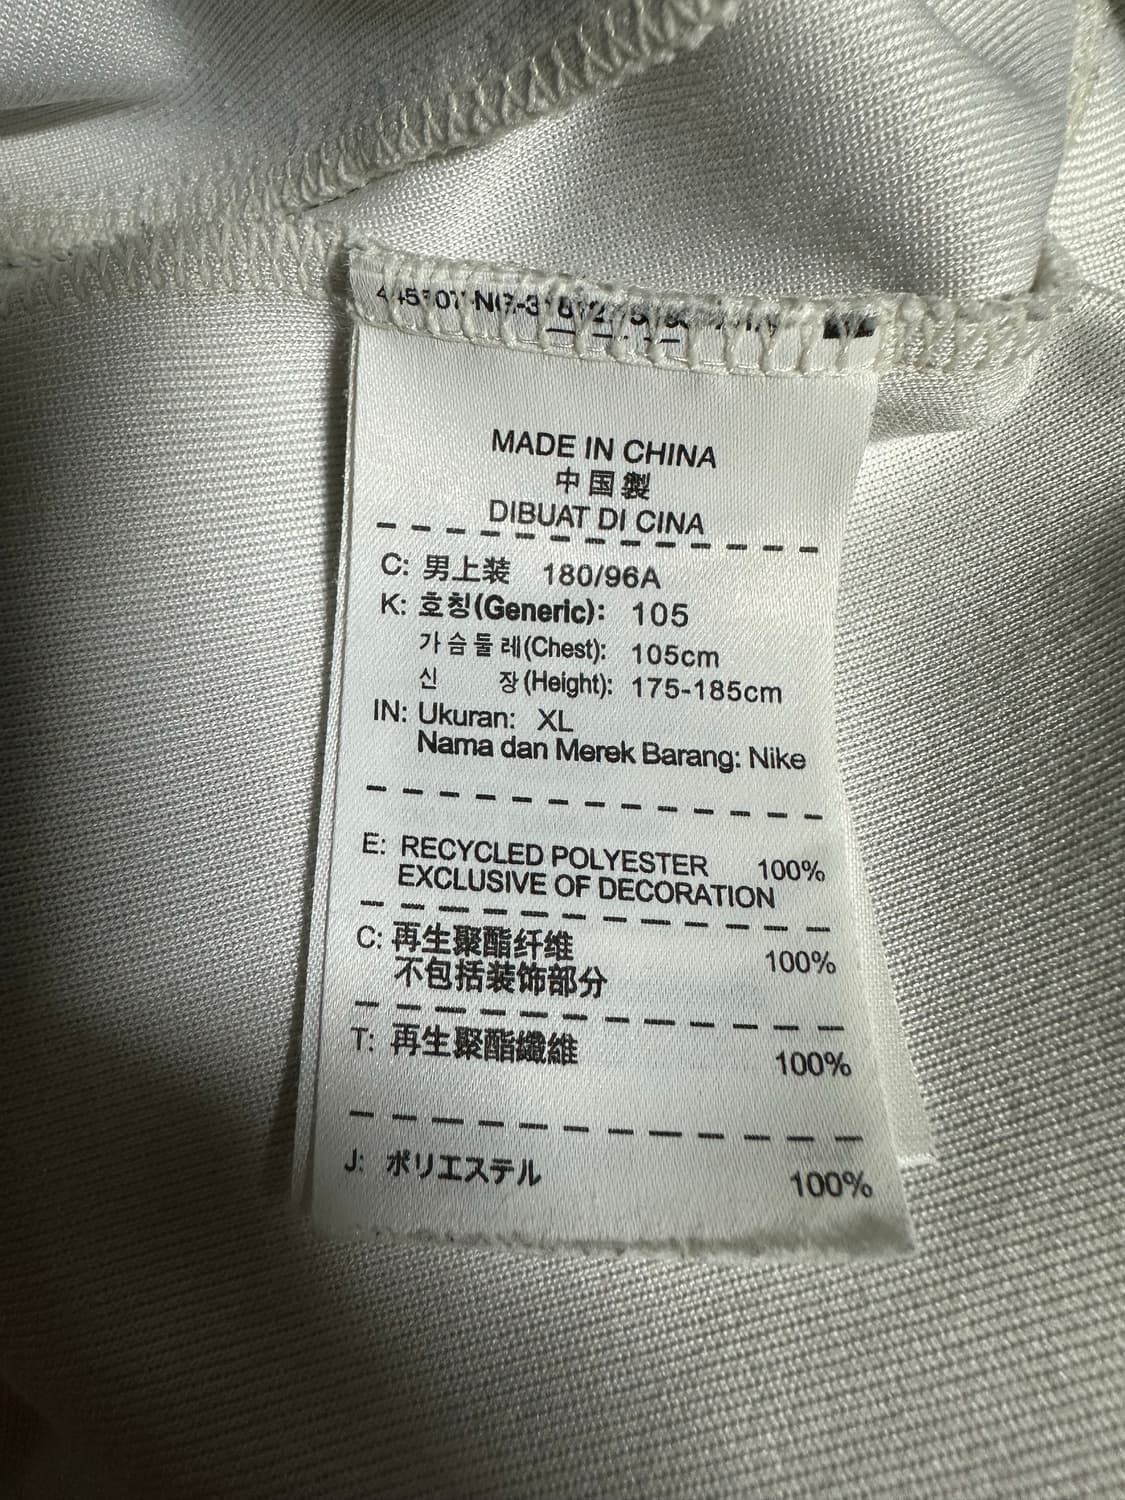 MADE IN CHINA
中国製
DIBUAT DI CINA
C: 男上装 180/96A
K: 호칭(Generic): 105
가슴둘레(Chest): 105cm
신 장(Height): 175-185cm
IN: Ukuran: XL
Nama dan Merek Barang: Nike
E: RECYCLED POLYESTER 100%
EXCLUSIVE OF DECORATION
C: 再生聚酯纤维 100%
不包括装饰部分
T: 再生聚酯纖維 100%
J: ポリエステル 100%